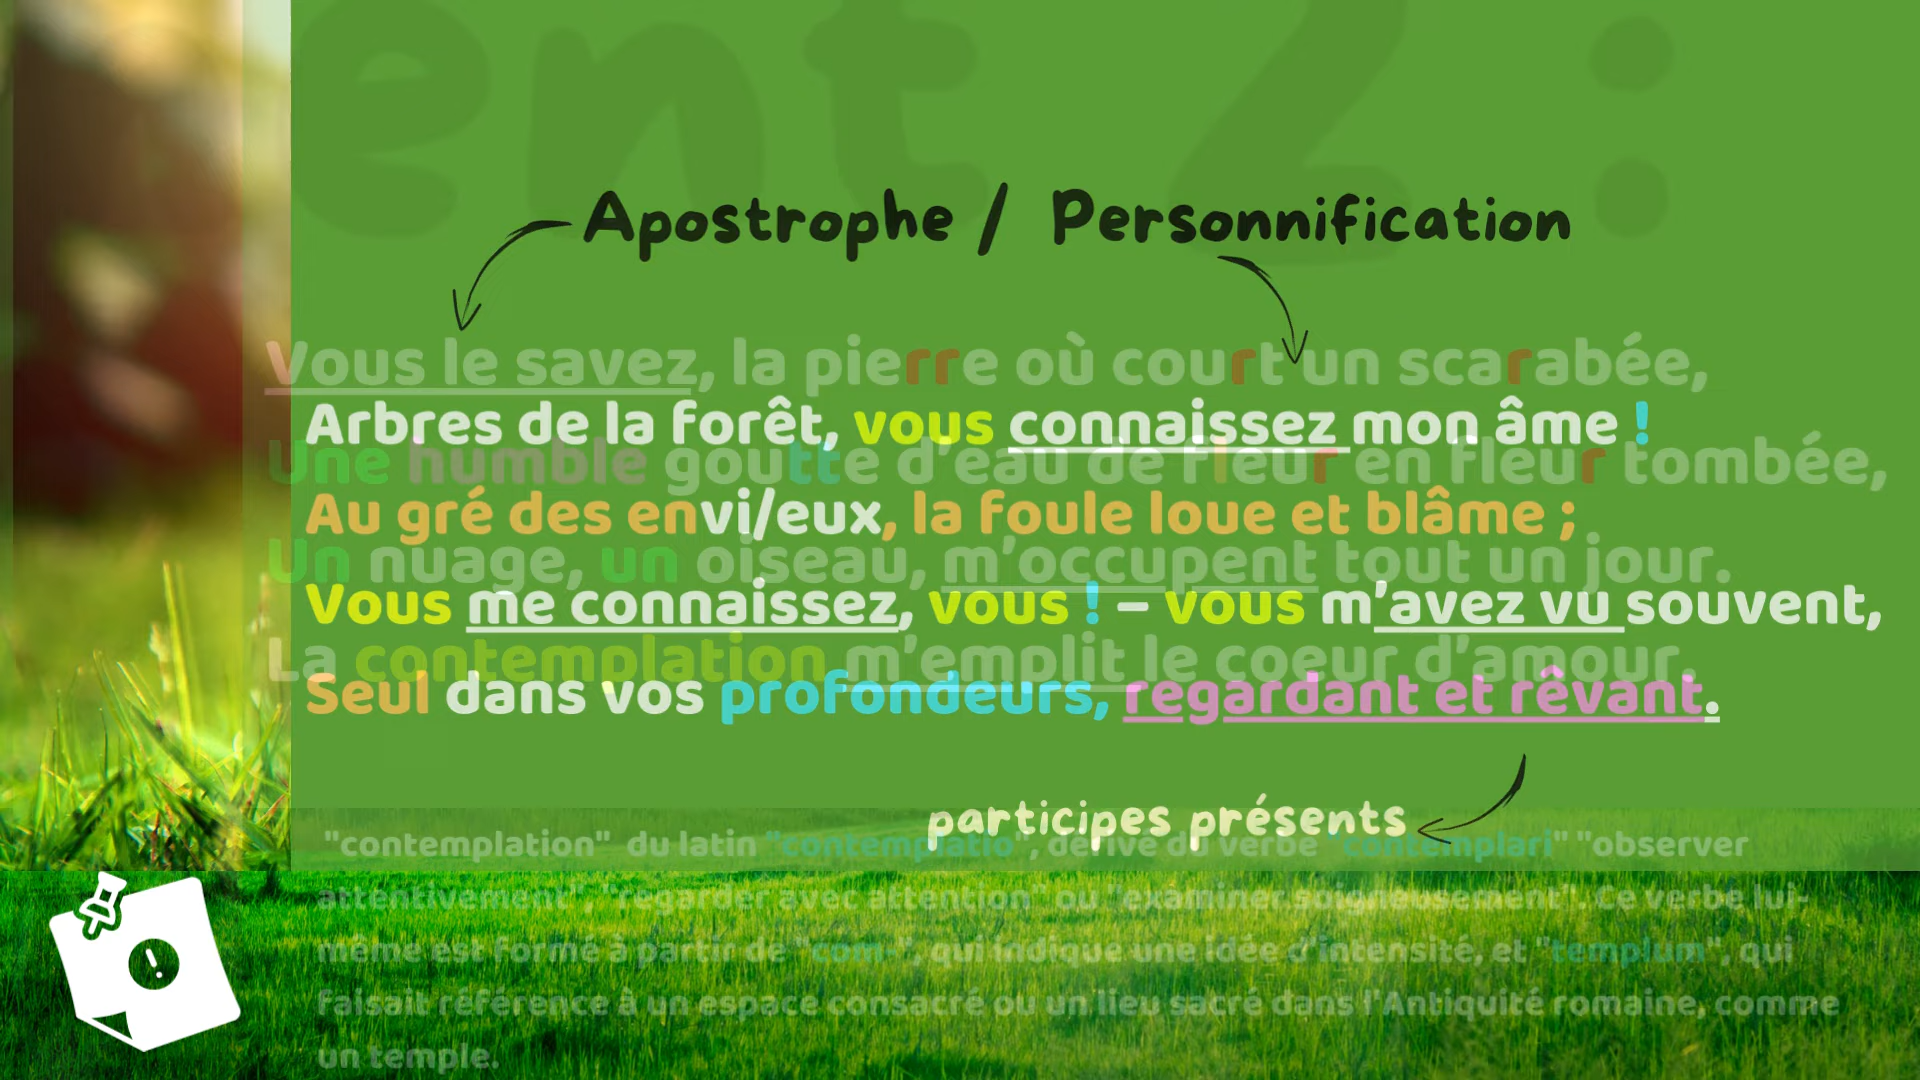 ent 2 :
Apostrophe / Personnification
Vous le savez, la pierre où court un scarabée,
Arbres de la forêt, vous connaissez mon âme !
Une humble goutte d'eau de fleur en fleur tombée,
Au gré des envi/eux, la foule loue et blâme ;
Un nuage, un oiseau, m'occupent tout un jour.
Vous me connaissez, vous ! – vous m'avez vu souvent,
La contemplation m'emplit le coeur d'amour.
Seul dans vos profondeurs, regardant et rêvant.
participes présents
"contemplation" du latin "contemplatio", dérive du verbe "contemplari" "observer
attentivement" "regarder avec attention" ou "examiner soigneusement". Ce verbe lui-
même est formé à partir de "com-", qui indique une idée d'intensité, et "templum", qui
faisait référence à un espace consacré ou un lieu sacré dans l'Antiquité romaine, comme
un temple.